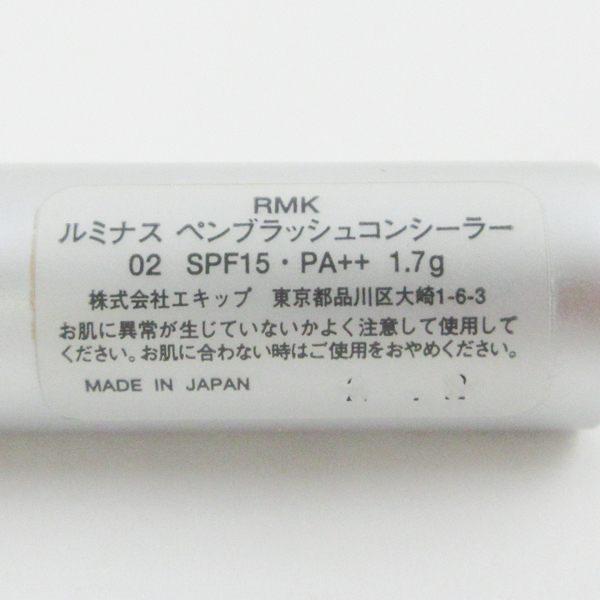 RMK
ルミナス ペンブラッシュコンシーラー
02 SPF15・PA++ 1.7g
株式会社エキップ 東京都品川区大崎1-6-3
お肌に異常が生じていないかよく注意して使用して
ください。お肌に合わない時はご使用をおやめください。
MADE IN JAPAN